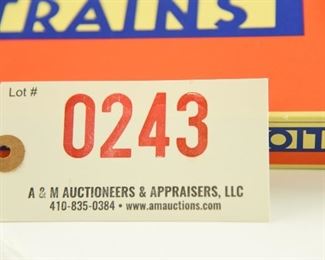 TRAINS
Lot #
0243
A & M AUCTIONEERS & APPRAISERS, LLC
410-835-0384 • www.amauctions.com